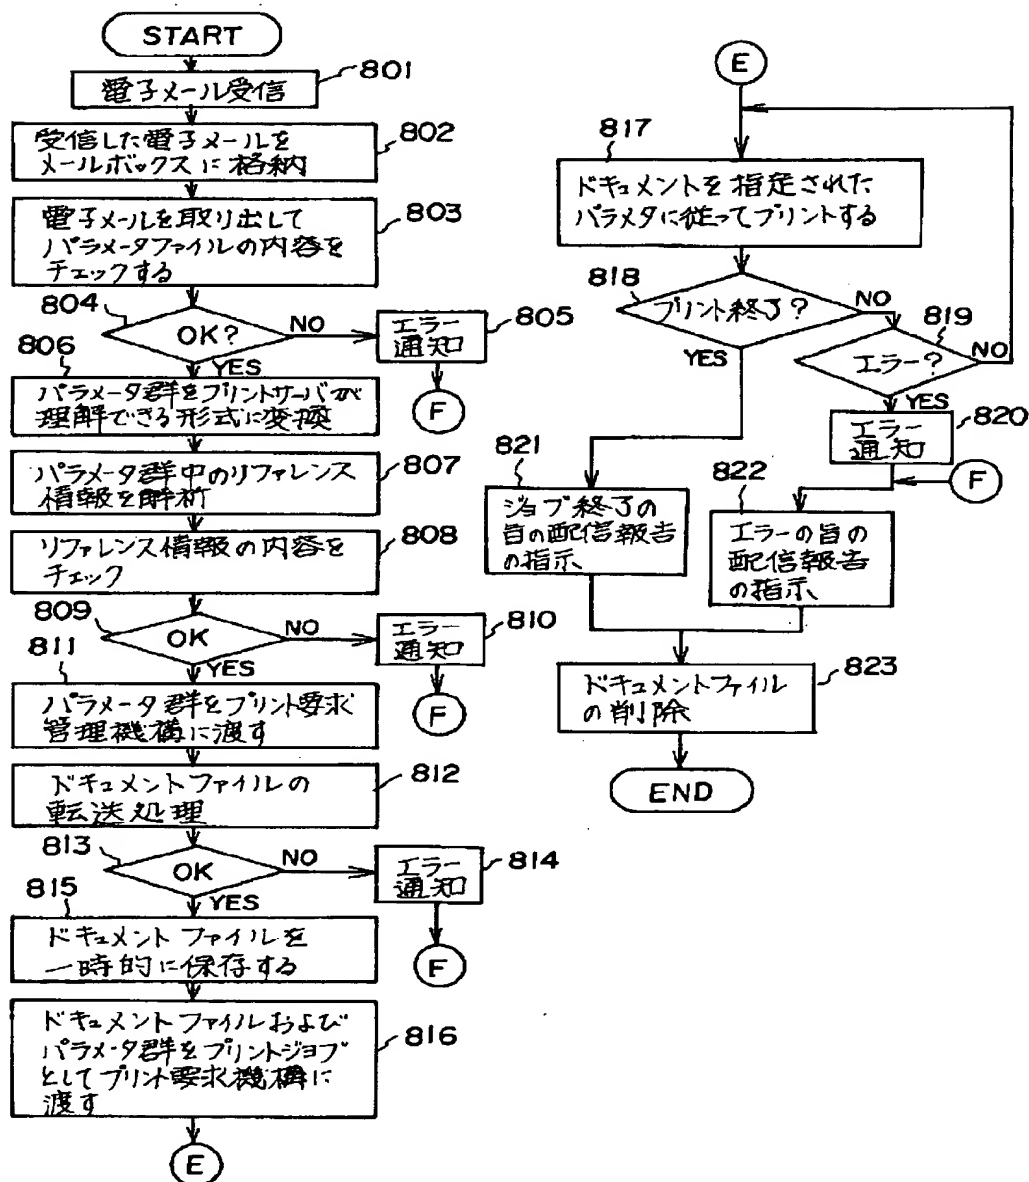 START
801
電子メール受信
802
受信した電子メールを
メールボックスに格納
803
電子メールを取り出して
パラメータファイルの内容を
チェックする
804
OK?
NO
805
エラー
通知
F
YES
806
パラメータ群をプリントサーバが
理解できる形式に変換
807
パラメータ群中のリファレンス
情報を解析
808
リファレンス情報の内容を
チェック
809
OK
NO
810
エラー
通知
F
YES
811
パラメータ群をプリント要求
管理機構に渡す
812
ドキュメントファイルの
転送処理
813
OK
NO
814
エラー
通知
F
YES
815
ドキュメントファイルを
一時的に保存する
816
ドキュメントファイルおよび
パラメータ群をプリントジョブ
としてプリント要求機構に
渡す
E
E
817
ドキュメントを指定された
パラメタに従ってプリントする
818
プリント終了?
NO
YES
819
エラー?
NO
YES
820
エラー
通知
F
821
ジョブ終了の
旨の配信報告
の指示
822
エラーの旨の
配信報告
の指示
823
ドキュメントファイル
の削除
END